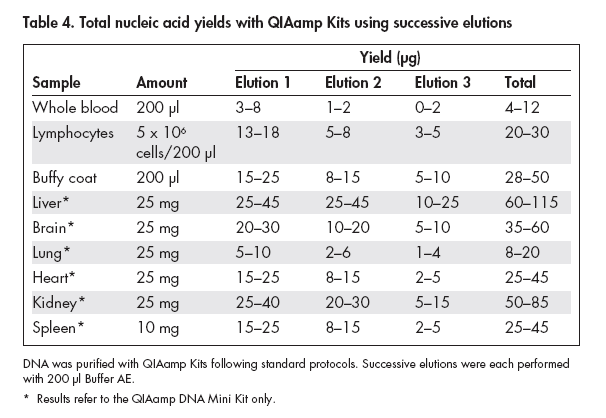 Table 4. Total nucleic acid yields with QIAamp Kits using successive elutions
Yield (µg)
Sample Amount Elution 1 Elution 2 Elution 3 Total
Whole blood 200 µl 3–8 1–2 0–2 4–12
Lymphocytes 5 x 10⁶ 13–18 5–8 3–5 20–30
cells/200 µl
Buffy coat 200 µl 15–25 8–15 5–10 28–50
Liver* 25 mg 25–45 25–45 10–25 60–115
Brain* 25 mg 20–30 10–20 5–10 35–60
Lung* 25 mg 5–10 2–6 1–4 8–20
Heart* 25 mg 15–25 8–15 2–5 25–45
Kidney* 25 mg 25–40 20–30 5–15 50–85
Spleen* 10 mg 15–25 8–15 2–5 25–45
DNA was purified with QIAamp Kits following standard protocols. Successive elutions were each performed
with 200 µl Buffer AE.
* Results refer to the QIAamp DNA Mini Kit only.